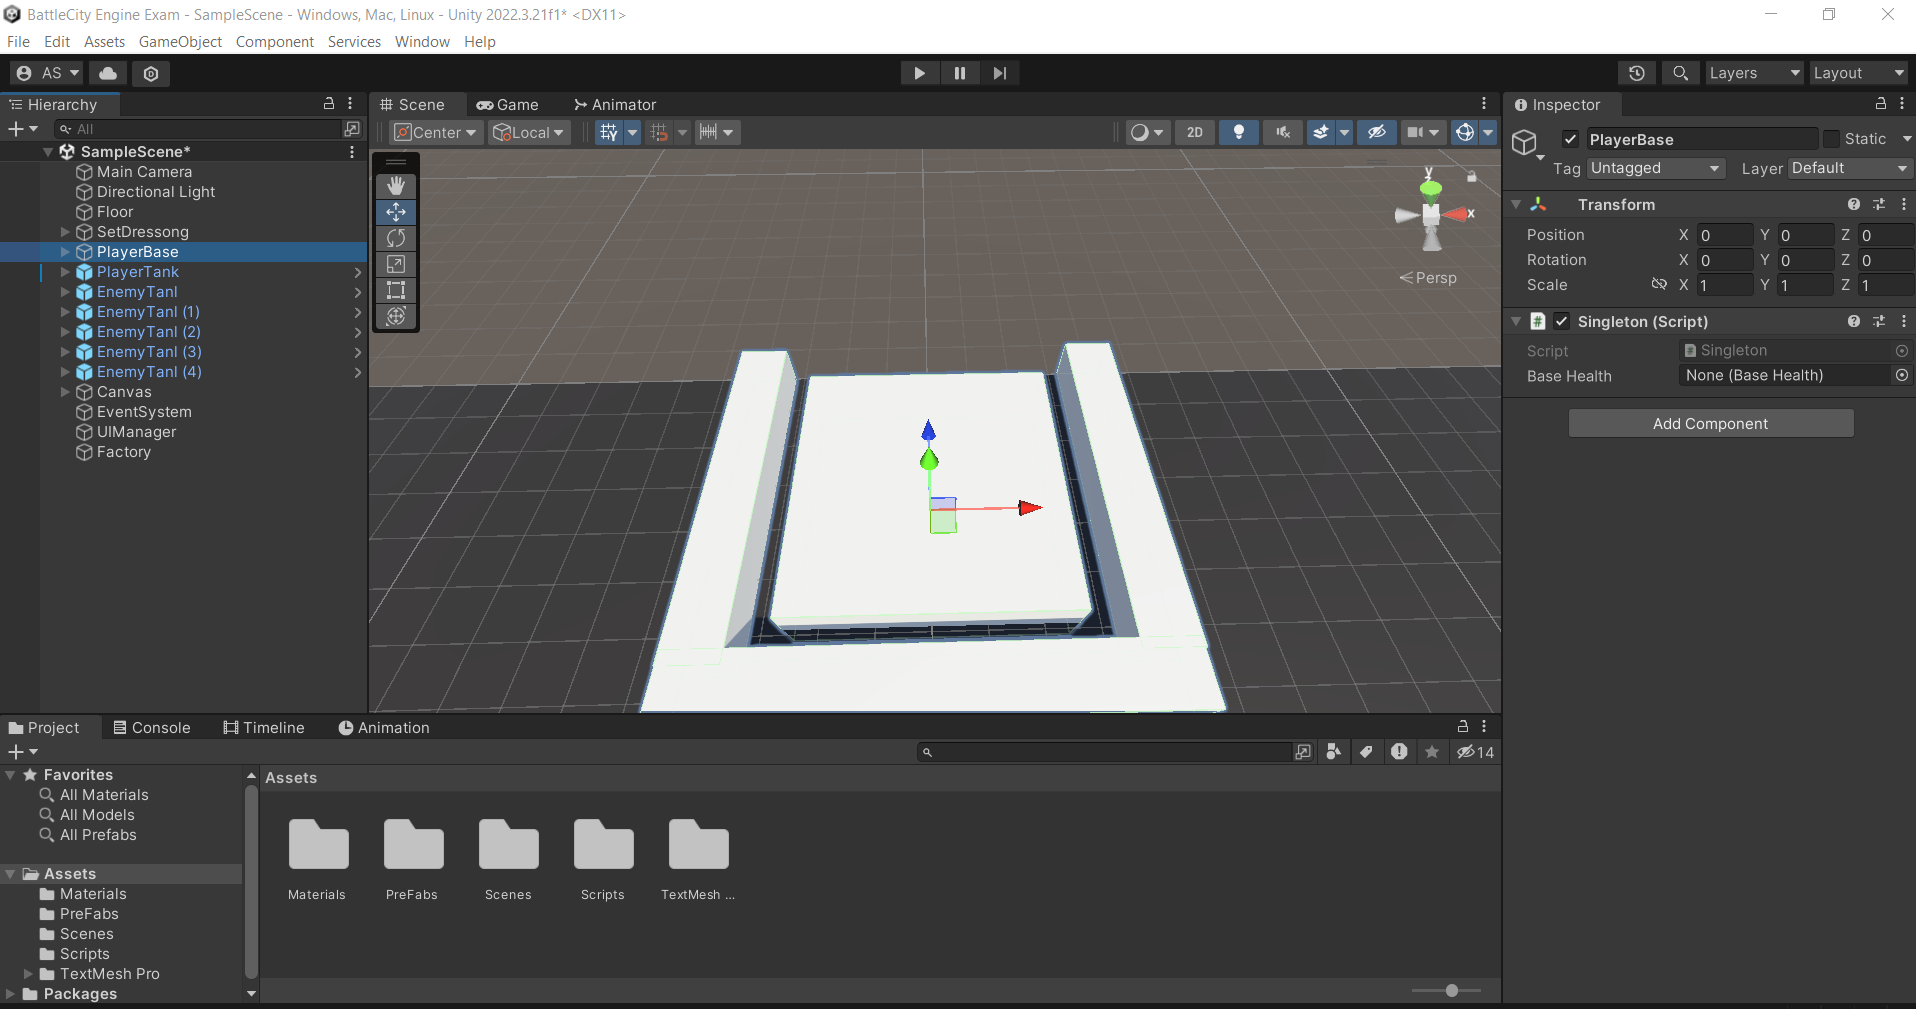 BattleCity Engine Exam - SampleScene - Windows, Mac, Linux - Unity 2022.3.21f1* <DX11>
File Edit Assets GameObject Component Services Window Help
AS
Layers
Layout
Hierarchy
All
SampleScene*
Main Camera
Directional Light
Floor
SetDressong
PlayerBase
PlayerTank
EnemyTanl
EnemyTanl (1)
EnemyTanl (2)
EnemyTanl (3)
EnemyTanl (4)
Canvas
EventSystem
UIManager
Factory
Scene Game Animator
Center Local 2D
y
x
Persp
Inspector
PlayerBase Static
Tag Untagged Layer Default
Transform
Position X 0 Y 0 Z 0
Rotation X 0 Y 0 Z 0
Scale X 1 Y 1 Z 1
# Singleton (Script)
Script Singleton
Base Health None (Base Health)
Add Component
Project Console Timeline Animation
14
Favorites
All Materials
All Models
All Prefabs
Assets
Materials
PreFabs
Scenes
Scripts
TextMesh Pro
Packages
Assets
Materials PreFabs Scenes Scripts TextMesh ...